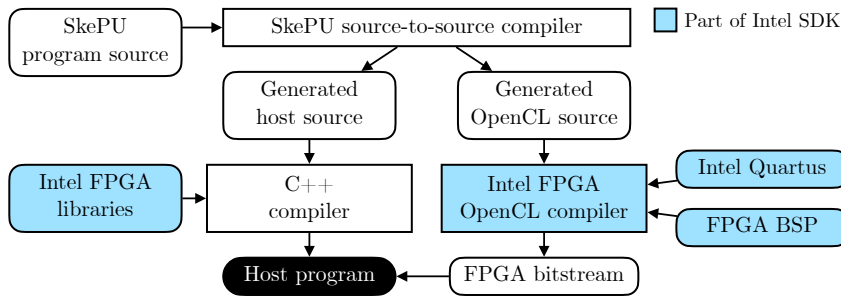 SkePU
program source
SkePU source-to-source compiler
Part of Intel SDK
Generated
host source
Generated
OpenCL source
Intel FPGA
libraries
C++
compiler
Intel FPGA
OpenCL compiler
Intel Quartus
FPGA BSP
Host program
FPGA bitstream